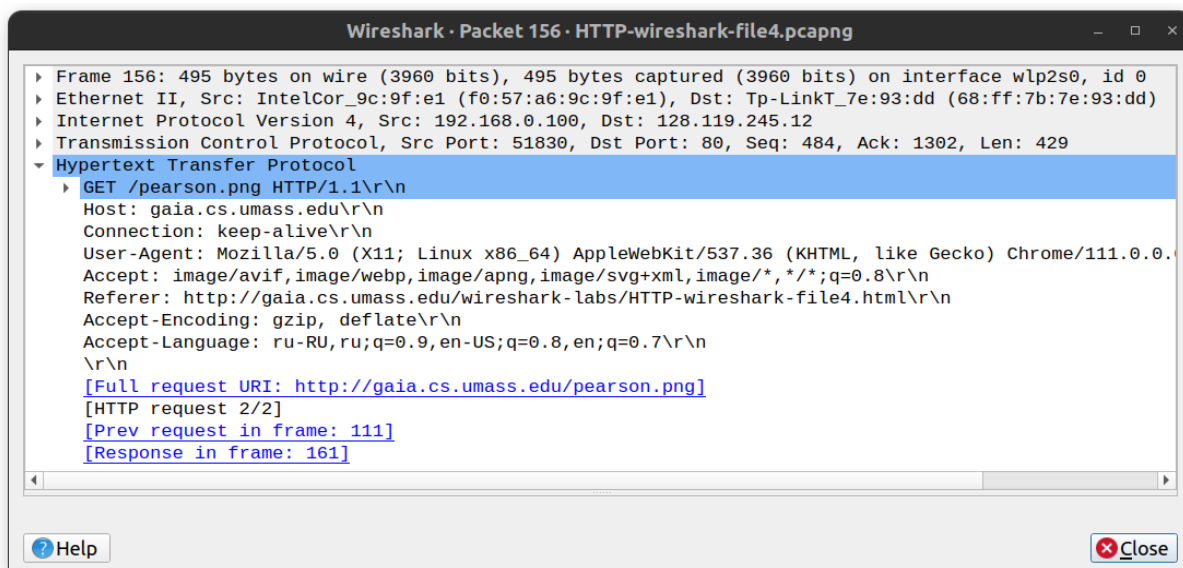 Wireshark · Packet 156 · HTTP-wireshark-file4.pcapng
Frame 156: 495 bytes on wire (3960 bits), 495 bytes captured (3960 bits) on interface wlp2s0, id 0
Ethernet II, Src: IntelCor_9c:9f:e1 (f0:57:a6:9c:9f:e1), Dst: Tp-LinkT_7e:93:dd (68:ff:7b:7e:93:dd)
Internet Protocol Version 4, Src: 192.168.0.100, Dst: 128.119.245.12
Transmission Control Protocol, Src Port: 51830, Dst Port: 80, Seq: 484, Ack: 1302, Len: 429
Hypertext Transfer Protocol
GET /pearson.png HTTP/1.1\r\n
Host: gaia.cs.umass.edu\r\n
Connection: keep-alive\r\n
User-Agent: Mozilla/5.0 (X11; Linux x86_64) AppleWebKit/537.36 (KHTML, like Gecko) Chrome/111.0.0.
Accept: image/avif,image/webp,image/apng,image/svg+xml,image/*,*/*;q=0.8\r\n
Referer: http://gaia.cs.umass.edu/wireshark-labs/HTTP-wireshark-file4.html\r\n
Accept-Encoding: gzip, deflate\r\n
Accept-Language: ru-RU,ru;q=0.9,en-US;q=0.8,en;q=0.7\r\n
\r\n
[Full request URI: http://gaia.cs.umass.edu/pearson.png]
[HTTP request 2/2]
[Prev request in frame: 111]
[Response in frame: 161]
Help
Close